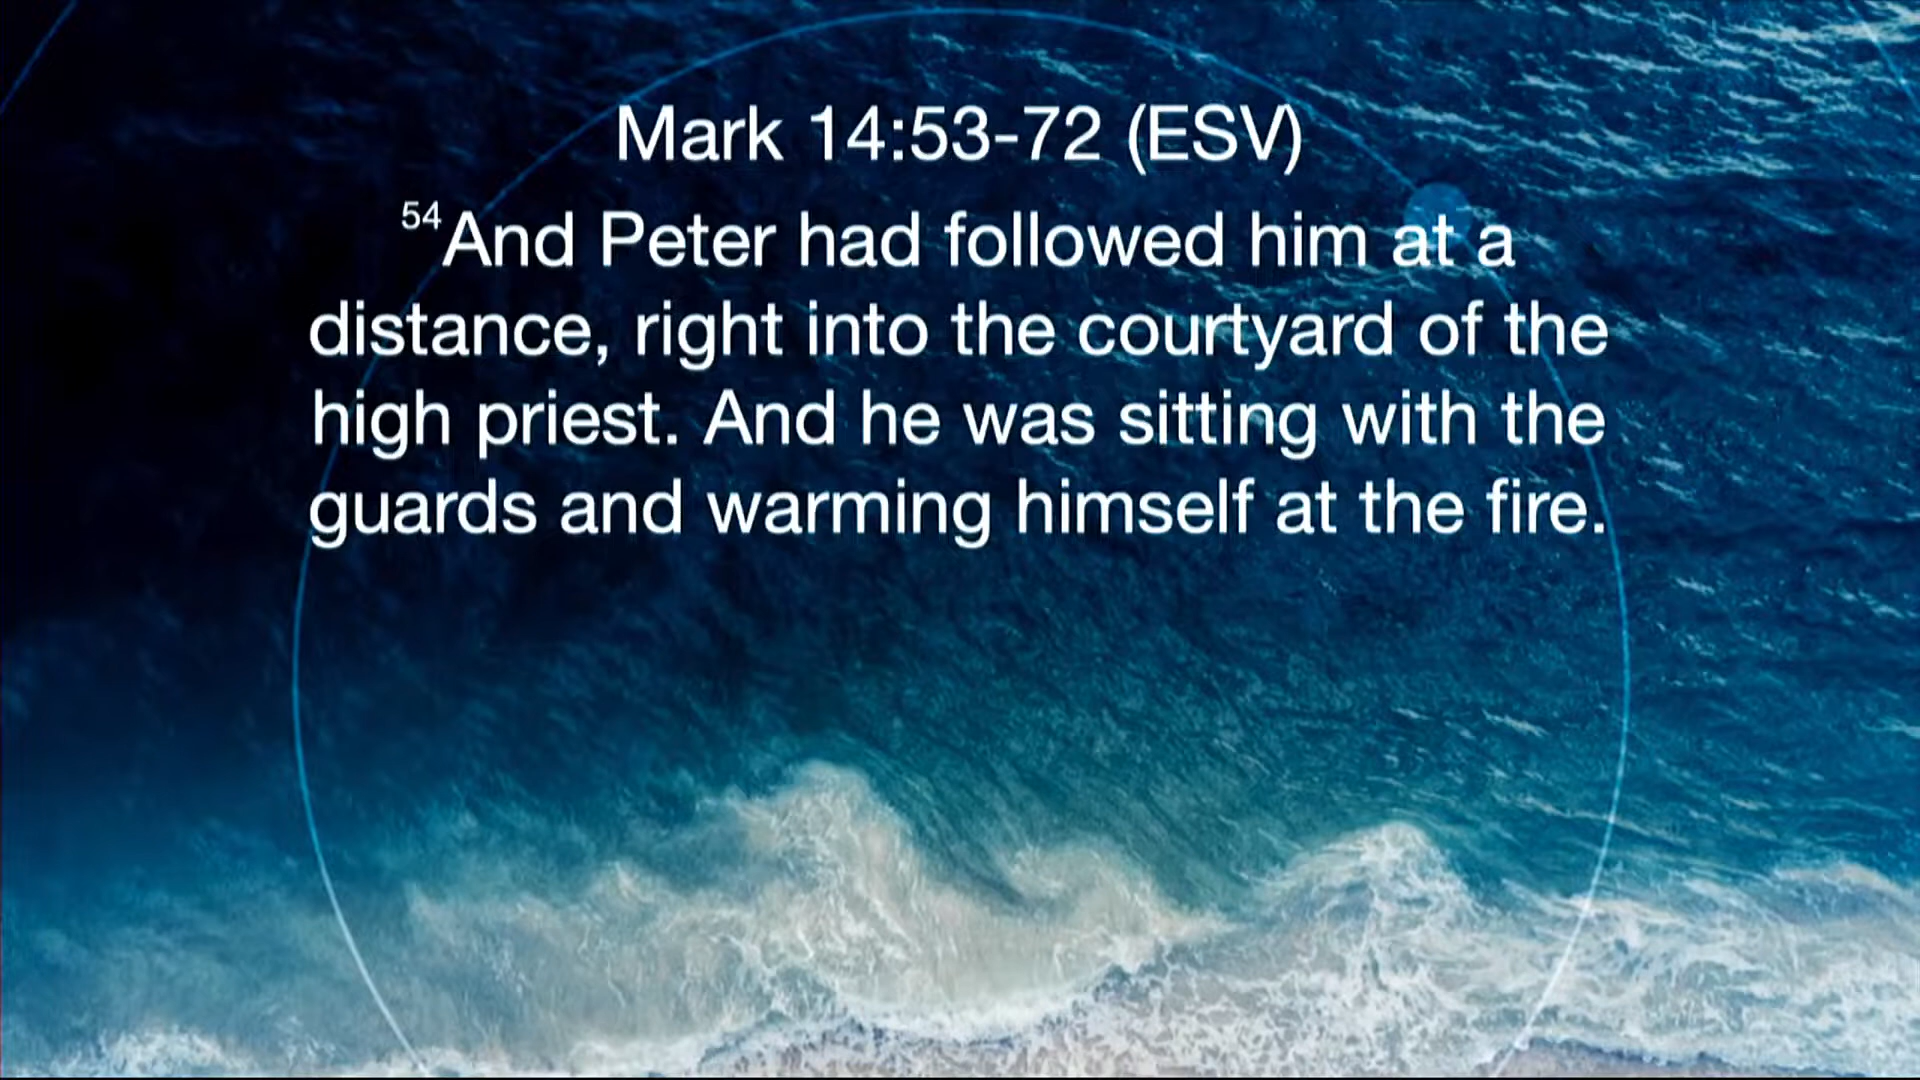 Mark 14:53-72 (ESV)
54And Peter had followed him at a
distance, right into the courtyard of the
high priest. And he was sitting with the
guards and warming himself at the fire.